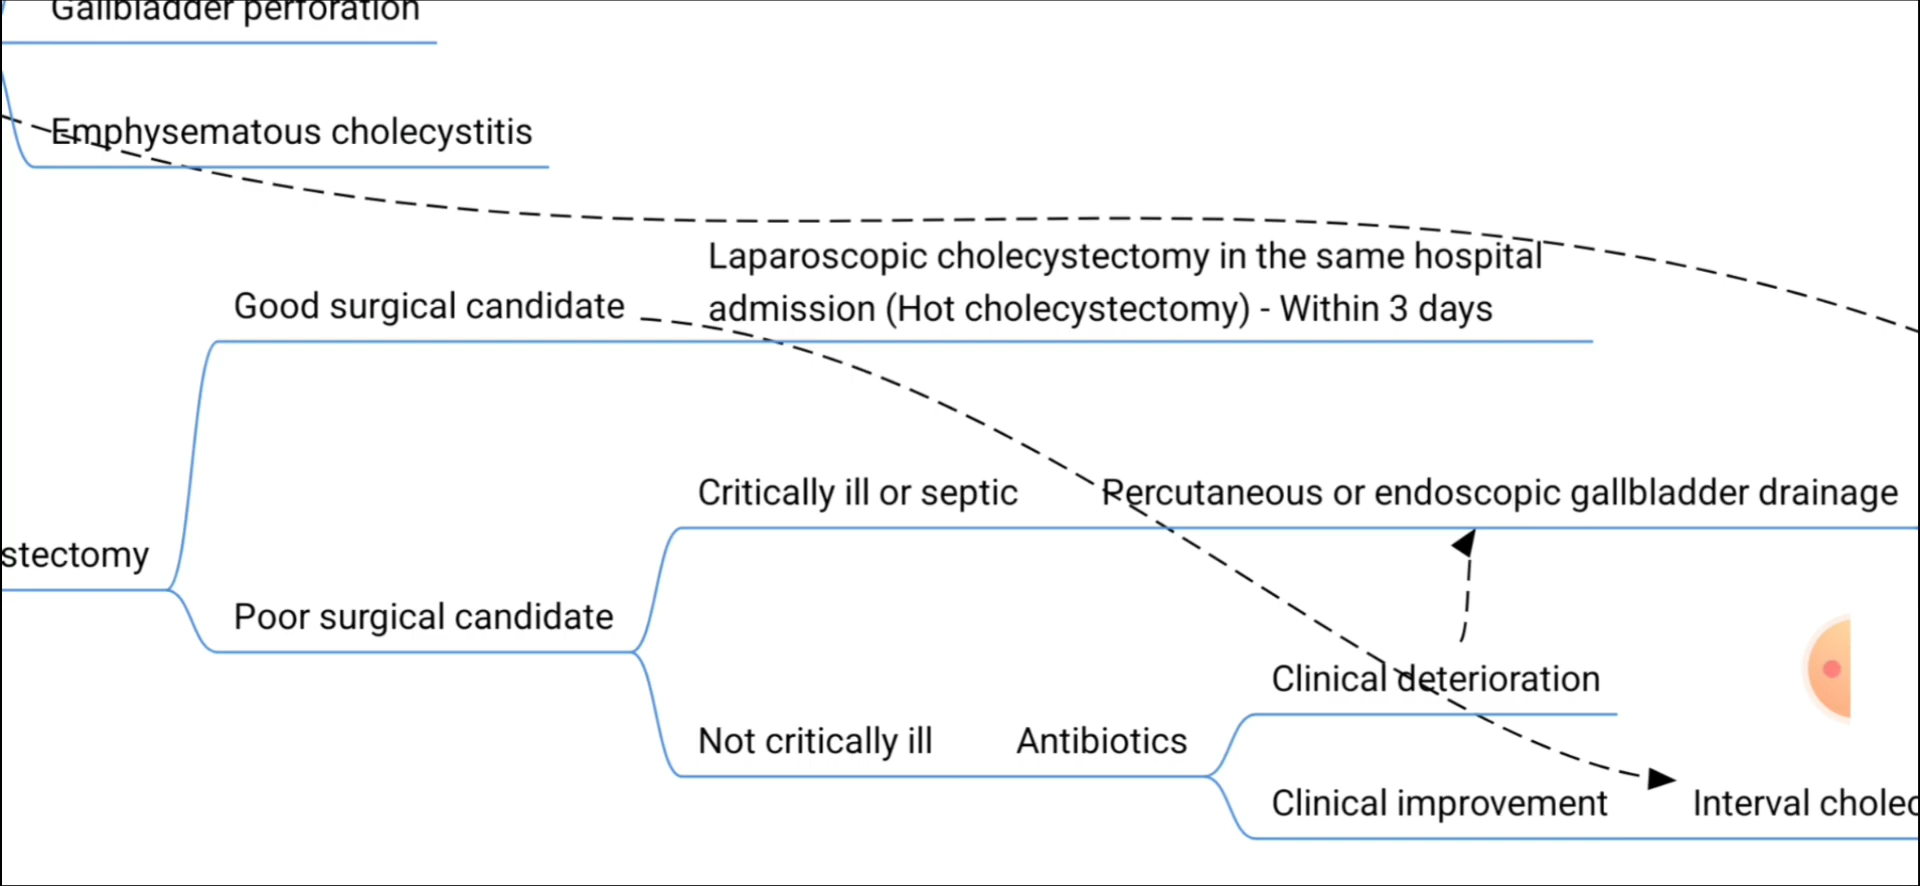 Gallbladder perforation
Emphysematous cholecystitis
Laparoscopic cholecystectomy in the same hospital
admission (Hot cholecystectomy) - Within 3 days
Good surgical candidate
Critically ill or septic
Percutaneous or endoscopic gallbladder drainage
stectomy
Poor surgical candidate
Clinical deterioration
Not critically ill
Antibiotics
Clinical improvement
Interval cholec